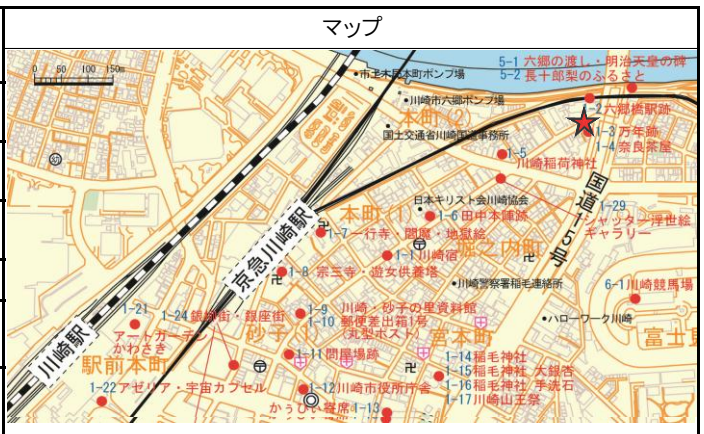 マップ
0 50 100 150m
市上下水道本町ポンプ場
5-1 六郷の渡し・明治天皇の碑
5-2 長十郎梨のふるさと
川崎市六郷ポンプ場
本町(2)
1-2 六郷橋駅跡
国土交通省川崎国道事務所
1-3 万年跡
1-4 奈良茶屋
1-5
川崎稲荷神社
国道15号
1-29
シャッター浮世絵
ギャラリー
日本キリスト会川崎協会
本町(1)
1-6 田中本陣跡
1-7 一行寺・閻魔・地獄絵
堀之内町
京急川崎駅
1-1 川崎宿
1-8 宗三寺・遊女供養塔
川崎警察署稲毛連絡所
6-1 川崎競馬場
1-21
アートガーデン
かわさき
1-24 銀柳街・銀座街
砂子(1)
1-9 川崎・砂子の里資料館
1-10 郵便差出箱1号
(丸型ポスト)
ハローワーク川崎
宮本町
富士見
川崎駅
駅前本町
1-11 問屋場跡
1-14 稲毛神社
1-15 稲毛神社 大銀杏
1-16 稲毛神社 手洗石
1-17 川崎山王祭
1-22 アゼリア・宇宙カプセル
1-12 川崎市役所庁舎
かぅひい寄席 1-13